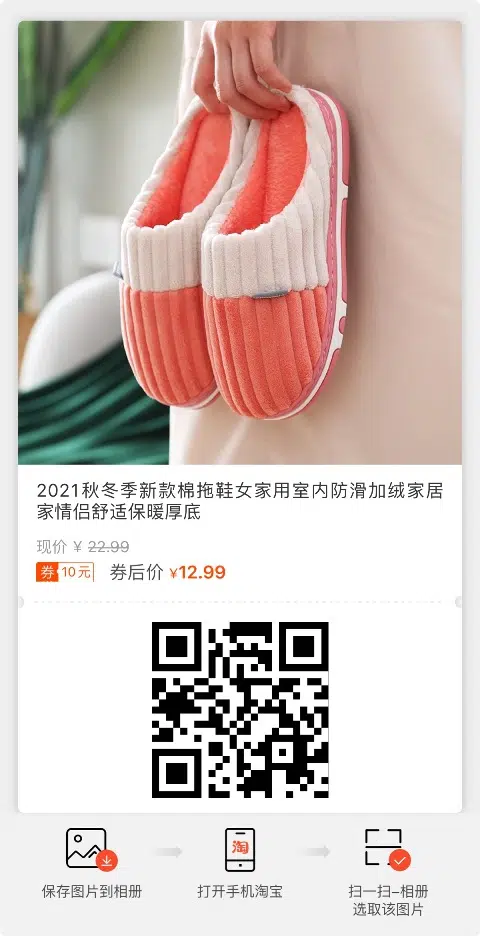 2021秋冬季新款棉拖鞋女家用室内防滑加绒家居
家情侣舒适保暖厚底
现价 ¥ 22.99
券 10元 券后价 ¥12.99
淘
保存图片到相册
打开手机淘宝
扫一扫-相册
选取该图片